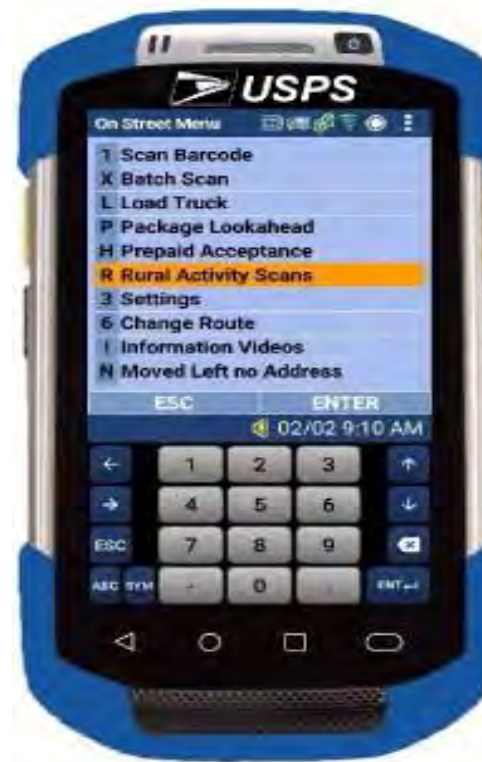 USPS
On Street Menu
1 Scan Barcode
X Batch Scan
L Load Truck
P Package Lookahead
H Prepaid Acceptance
R Rural Activity Scans
3 Settings
6 Change Route
I Information Videos
N Moved Left no Address
ESC ENTER
02/02 9:10 AM
1 2 3
4 5 6
ESC 7 8 9
ABC SYM - 0 . ENT